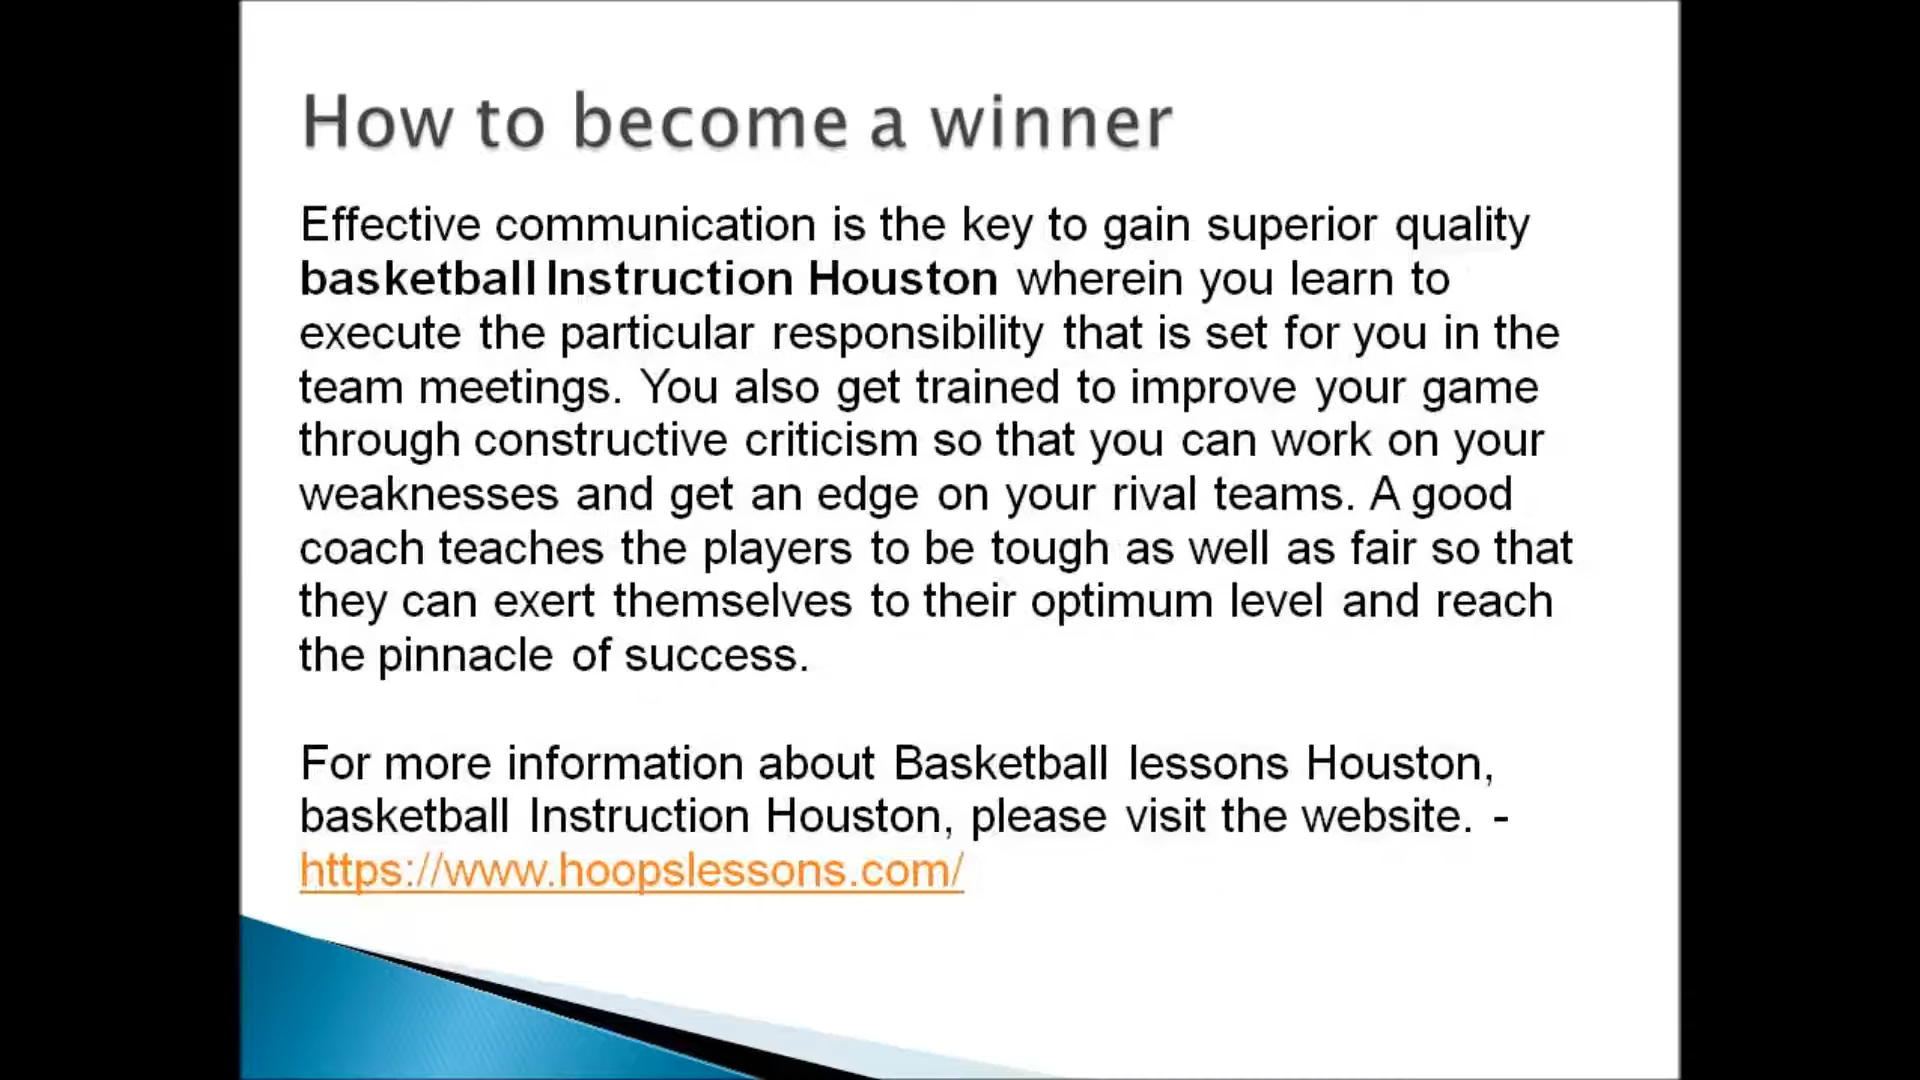 How to become a winner
Effective communication is the key to gain superior quality
basketball Instruction Houston wherein you learn to
execute the particular responsibility that is set for you in the
team meetings. You also get trained to improve your game
through constructive criticism so that you can work on your
weaknesses and get an edge on your rival teams. A good
coach teaches the players to be tough as well as fair so that
they can exert themselves to their optimum level and reach
the pinnacle of success.
For more information about Basketball lessons Houston,
basketball Instruction Houston, please visit the website. -
https://www.hoopslessons.com/